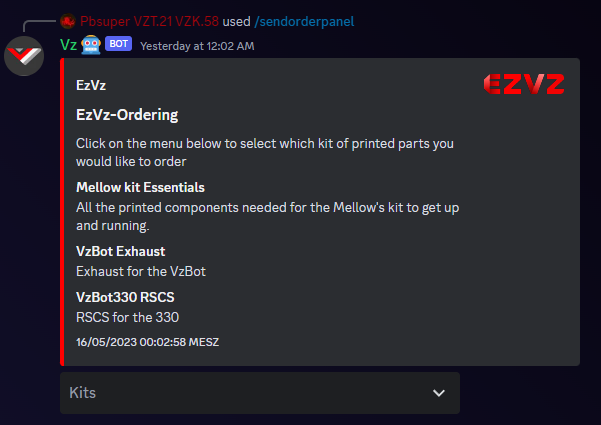 Pbsuper VZT.21 VZK.58 used /sendorderpanel
Vz BOT Yesterday at 12:02 AM
EzVz
EZVZ
EzVz-Ordering
Click on the menu below to select which kit of printed parts you
would like to order
Mellow kit Essentials
All the printed components needed for the Mellow's kit to get up
and running.
VzBot Exhaust
Exhaust for the VzBot
VzBot330 RSCS
RSCS for the 330
16/05/2023 00:02:58 MESZ
Kits